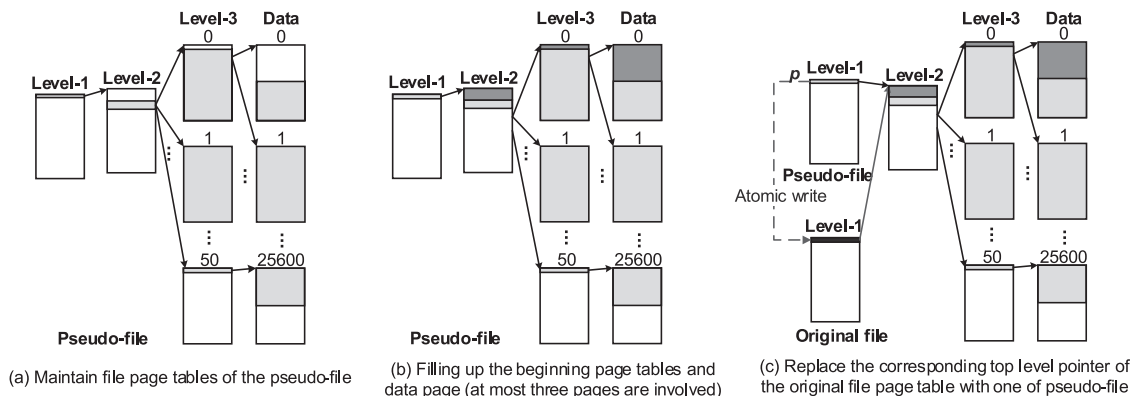 Level-3 Data
0 0
Level-1 Level-2
1 1
...
...
...
... ...
50 25600
Pseudo-file
(a) Maintain file page tables of the pseudo-file
Level-3 Data
0 0
Level-1 Level-2
1 1
...
...
...
... ...
50 25600
Pseudo-file
(b) Filling up the beginning page tables and
data page (at most three pages are involved)
Level-3 Data
0 0
p Level-1 Level-2
1 1
...
...
...
Pseudo-file
Atomic write
Level-1
... ...
50 25600
Original file
(c) Replace the corresponding top level pointer of
the original file page table with one of pseudo-file